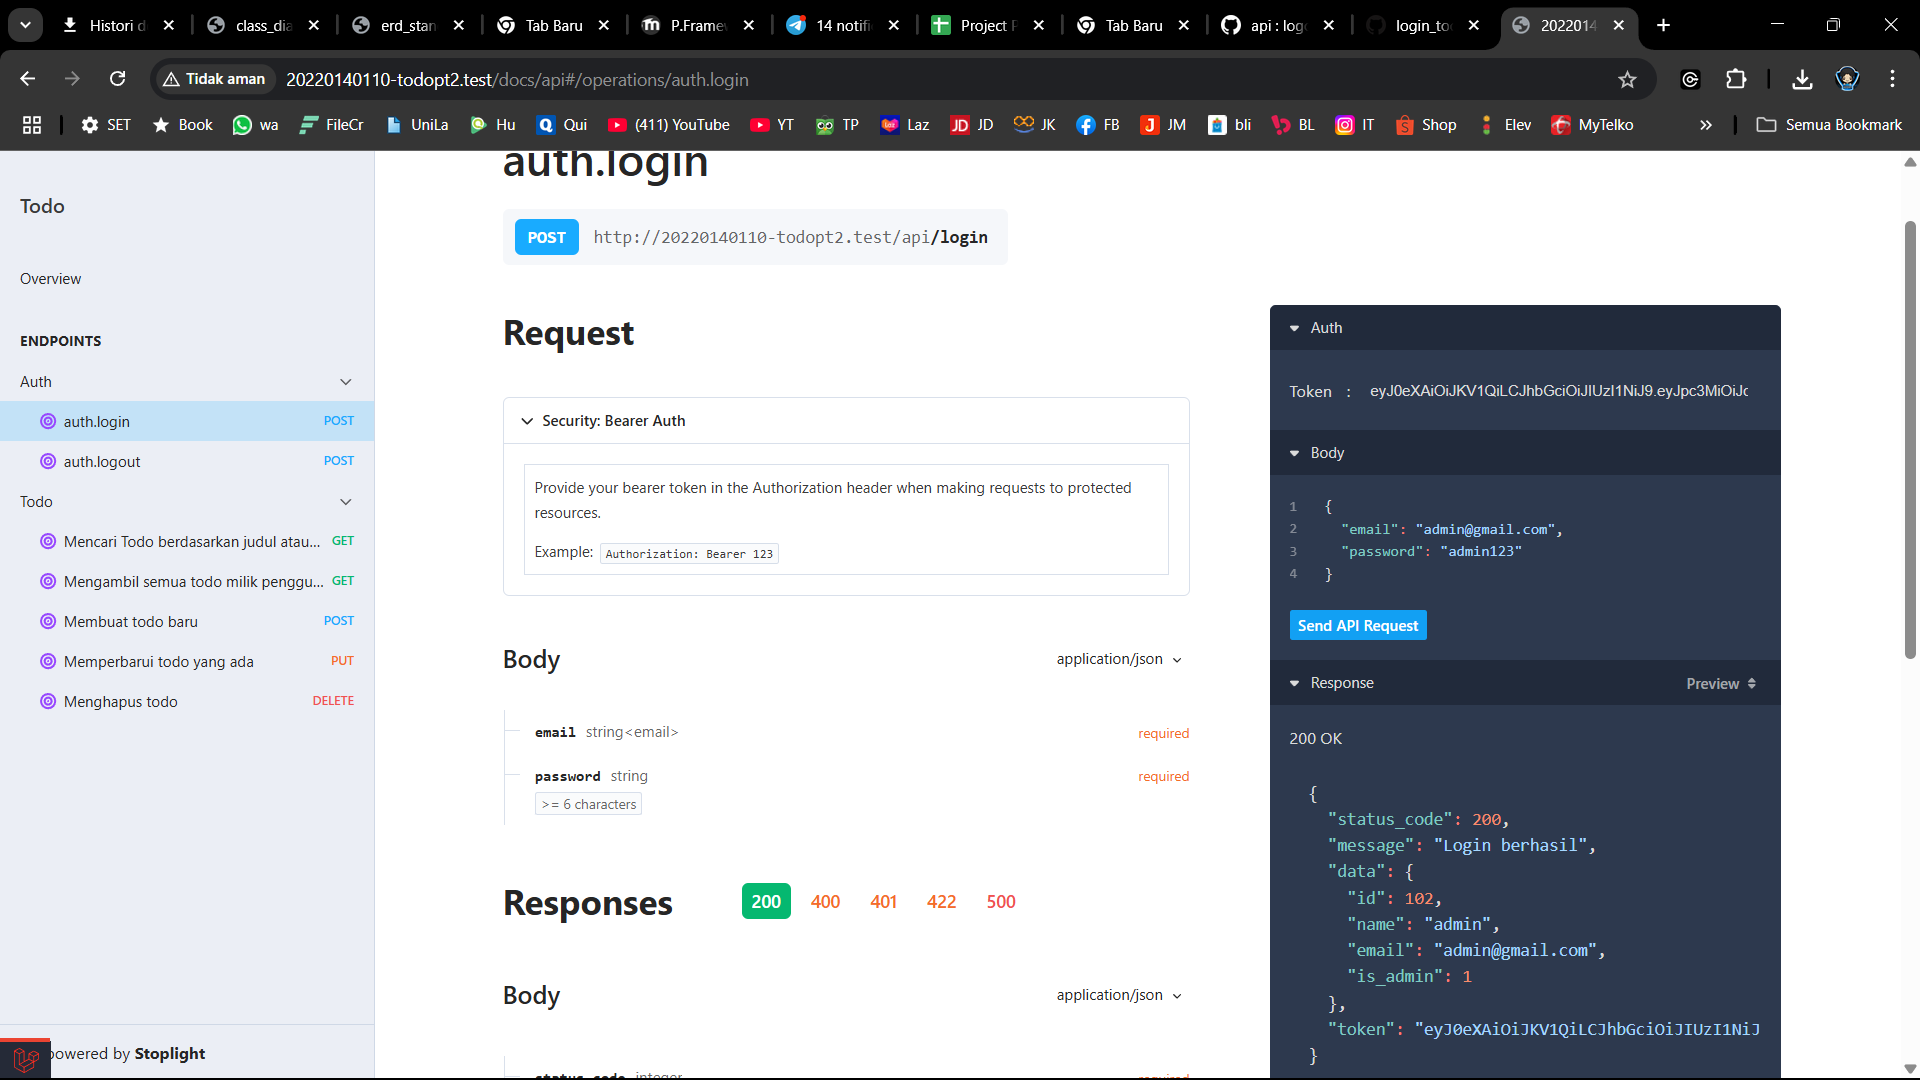 Histori d
class_dia
erd_stan
Tab Baru
P.Frame
14 notifi
Project P
Tab Baru
api : log
login_to
2022014
Tidak aman
20220140110-todopt2.test/docs/api#/operations/auth.login
SET
Book
wa
FileCr
UniLa
Hu
Qui
(411) YouTube
YT
TP
Laz
JD
JK
FB
JM
bli
BL
IT
Shop
Elev
MyTelko
»
Semua Bookmark
Todo
Overview
ENDPOINTS
Auth
auth.login POST
auth.logout POST
Todo
Mencari Todo berdasarkan judul atau... GET
Mengambil semua todo milik penggu... GET
Membuat todo baru POST
Memperbarui todo yang ada PUT
Menghapus todo DELETE
powered by Stoplight
auth.login
POST http://20220140110-todopt2.test/api/login
Request
Security: Bearer Auth
Provide your bearer token in the Authorization header when making requests to protected
resources.
Example: Authorization: Bearer 123
Body application/json
email string<email> required
password string required
>= 6 characters
Responses 200 400 401 422 500
Body application/json
status_code integer required
Auth
Token : eyJ0eXAiOiJKV1QiLCJhbGciOiJIUzI1NiJ9.eyJpc3MiOiJc
Body
1 {
2 "email": "admin@gmail.com",
3 "password": "admin123"
4 }
Send API Request
Response Preview
200 OK
{
"status_code": 200,
"message": "Login berhasil",
"data": {
"id": 102,
"name": "admin",
"email": "admin@gmail.com",
"is_admin": 1
},
"token": "eyJ0eXAiOiJKV1QiLCJhbGciOiJIUzI1NiJ
}